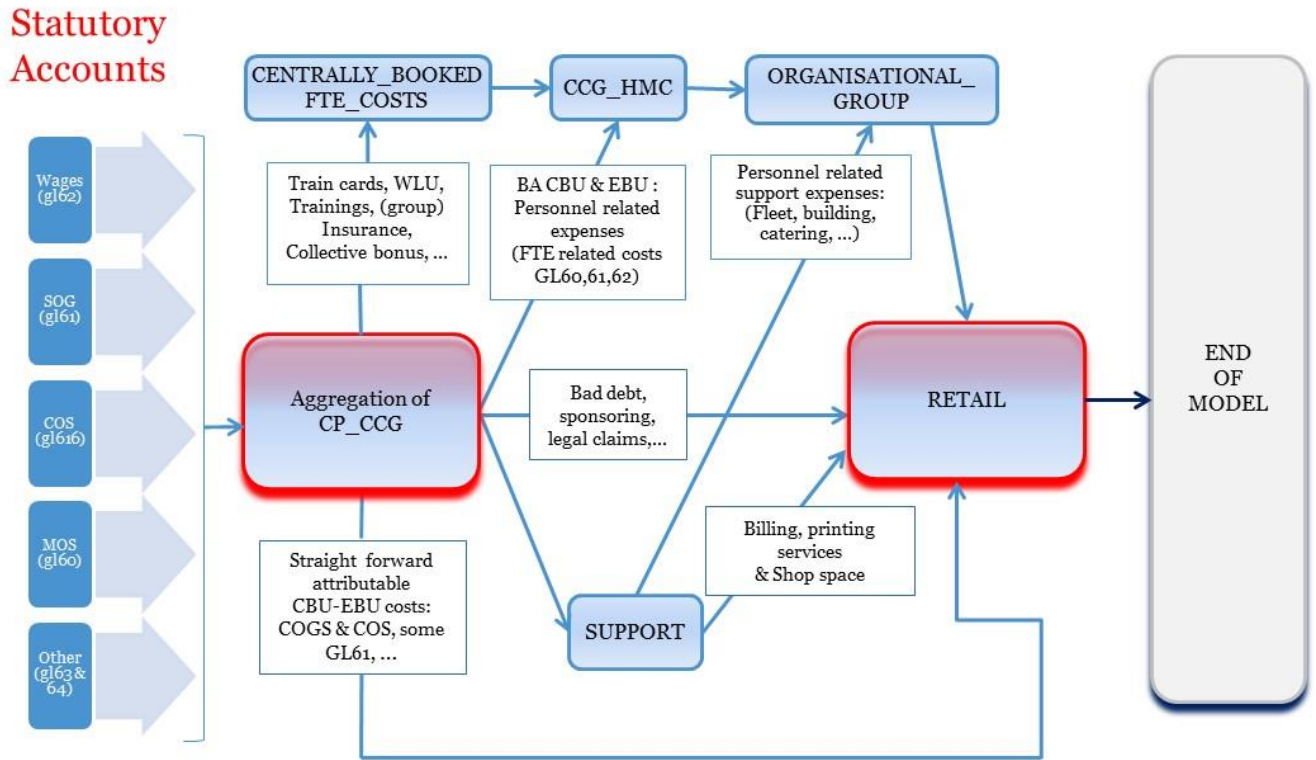 Statutory
Accounts
CENTRALLY_BOOKED
FTE_COSTS
CCG_HMC
ORGANISATIONAL_
GROUP
Wages
(gl62)
SOG
(gl61)
COS
(gl616)
MOS
(gl60)
Other
(gl63&
64)
Train cards, WLU,
Trainings, (group)
Insurance,
Collective bonus, ...
BA CBU & EBU :
Personnel related
expenses
(FTE related costs
GL60,61,62)
Personnel related
support expenses:
(Fleet, building,
catering, ...)
Aggregation of
CP_CCG
Bad debt,
sponsoring,
legal claims,...
RETAIL
END
OF
MODEL
Straight forward
attributable
CBU-EBU costs:
COGS & COS, some
GL61, ...
SUPPORT
Billing, printing
services
& Shop space